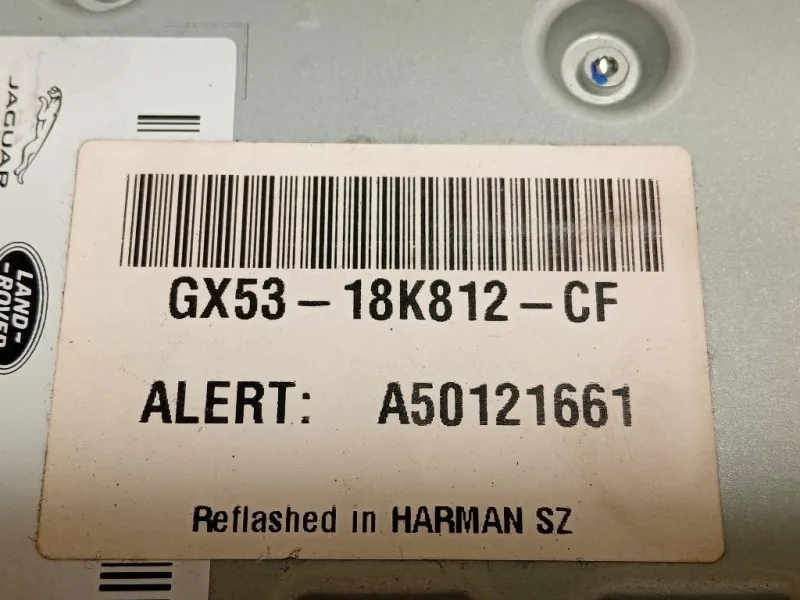 JAGUAR
LAND-
-ROVER
GX53-18K812-CF
ALERT: A50121661
Reflashed in HARMAN SZ